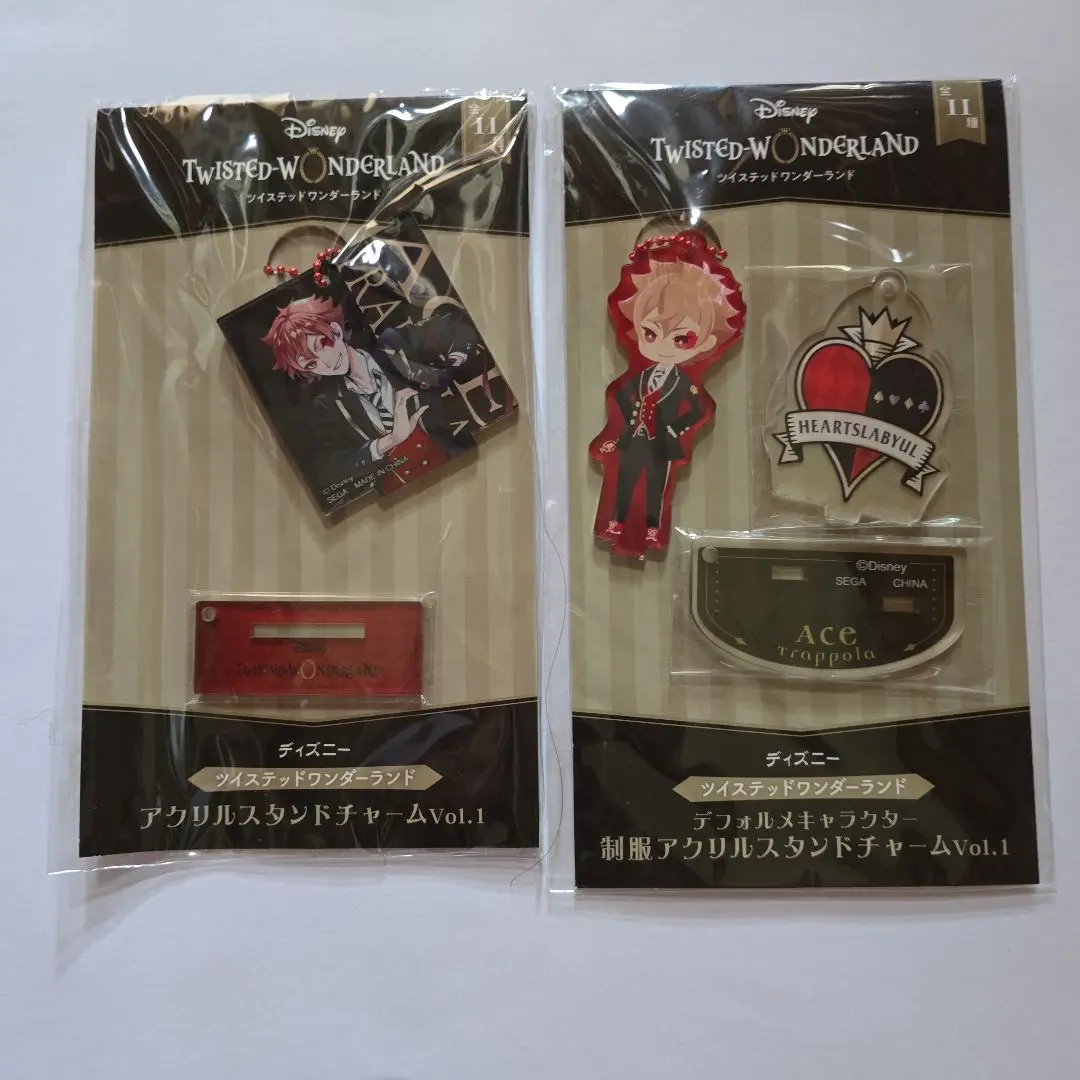 Disney
TWISTED-WONDERLAND
ツイステッドワンダーランド
全
11
ACE
TRA
©Disney
SEGA MADE IN CHINA
Disney
TWISTED-WONDERLAND
ディズニー
ツイステッドワンダーランド
アクリルスタンドチャームVol.1
Disney
TWISTED-WONDERLAND
ツイステッドワンダーランド
全
11
種
HEARTSLABYUL
©Disney
SEGA CHINA
Ace
Trappola
ディズニー
ツイステッドワンダーランド
デフォルメキャラクター
制服アクリルスタンドチャームVol.1